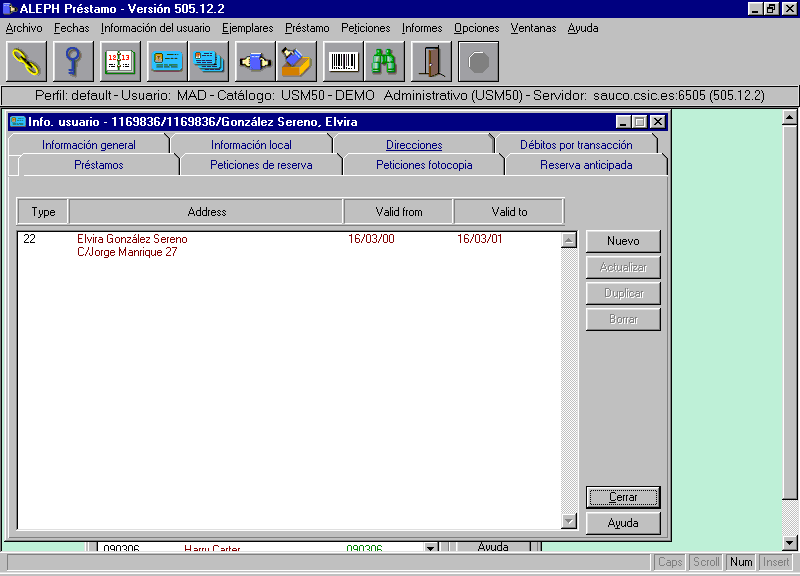 ALEPH Préstamo - Versión 505.12.2
Archivo Fechas Información del usuario Ejemplares Préstamo Peticiones Informes Opciones Ventanas Ayuda
12 13
Perfil: default - Usuario: MAD - Catálogo: USM50 - DEMO Administrativo (USM50) - Servidor: sauco.csic.es:6505 (505.12.2)
Info. usuario - 1169836/1169836/González Sereno, Elvira
Información general Información local Direcciones Débitos por transacción
Préstamos Peticiones de reserva Peticiones fotocopia Reserva anticipada
Type Address Valid from Valid to
22 Elvira González Sereno 16/03/00 16/03/01
C/Jorge Manrique 27
Nuevo
Actualizar
Duplicar
Borrar
Cerrar
Ayuda
090306 Harry Carter 090306 Ayuda
Caps Scroll Num Insert